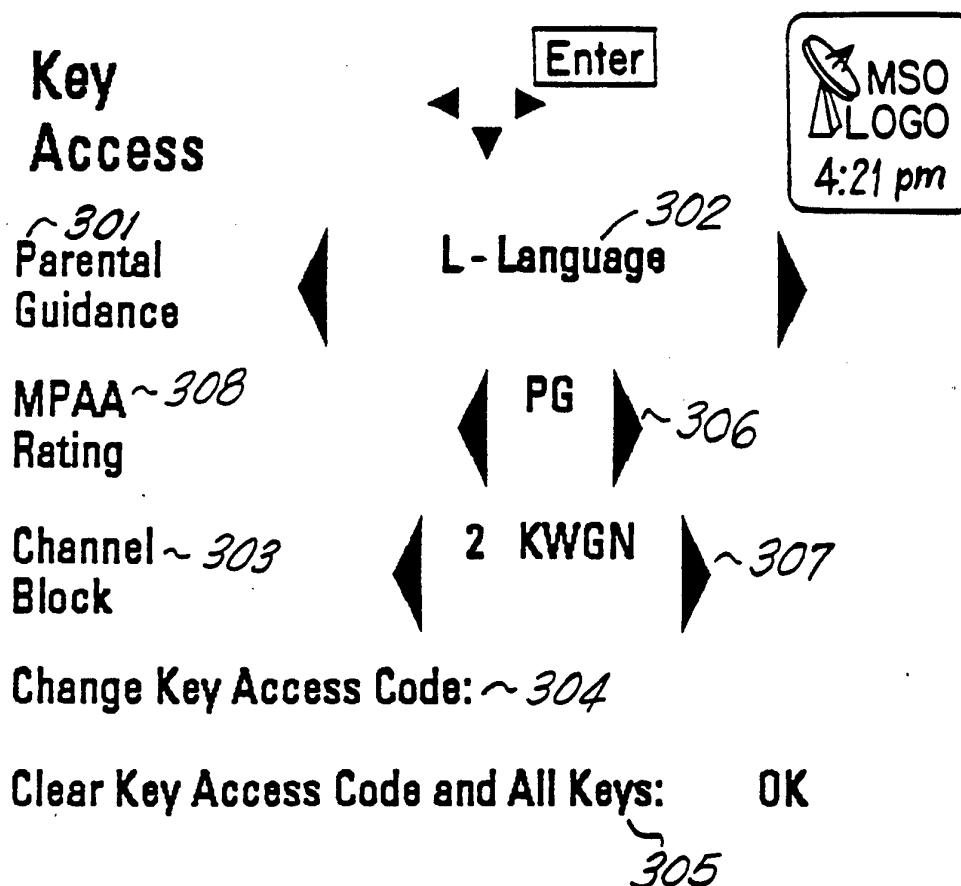 Key
Access
Enter
MSO
LOGO
4:21 pm
~301
Parental
Guidance
L-Language
302
MPAA ~308
Rating
PG
~306
Channel ~303
Block
2 KWGN
~307
Change Key Access Code: ~304
Clear Key Access Code and All Keys: OK
305